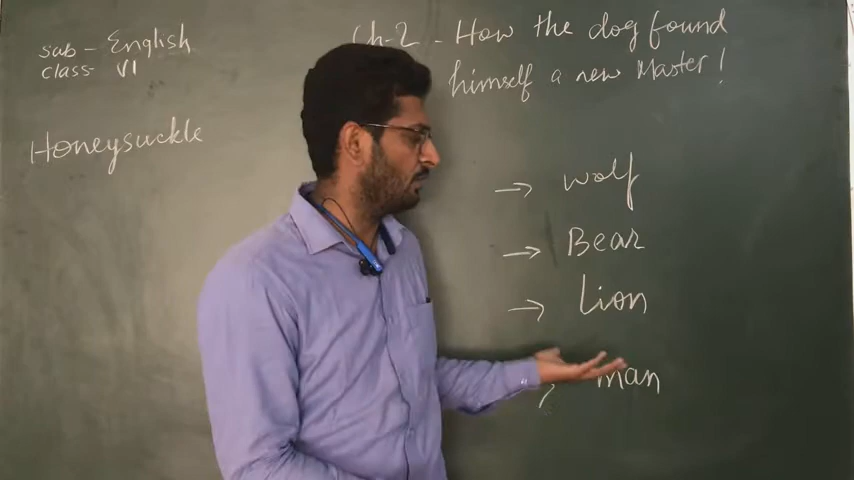 sub - English
class - VI
Ch-2 - How the dog found
himself a new Master!
Honeysuckle
→ wolf
→ Bear
→ Lion
man